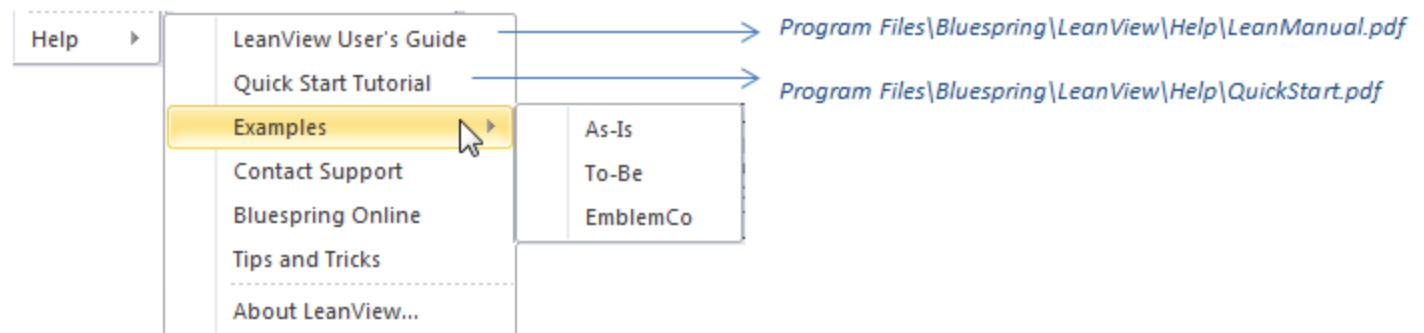 Help
LeanView User's Guide
Program Files\Bluespring\LeanView\Help\LeanManual.pdf
Quick Start Tutorial
Program Files\Bluespring\LeanView\Help\QuickStart.pdf
Examples
As-Is
Contact Support
To-Be
Bluespring Online
EmblemCo
Tips and Tricks
About LeanView...